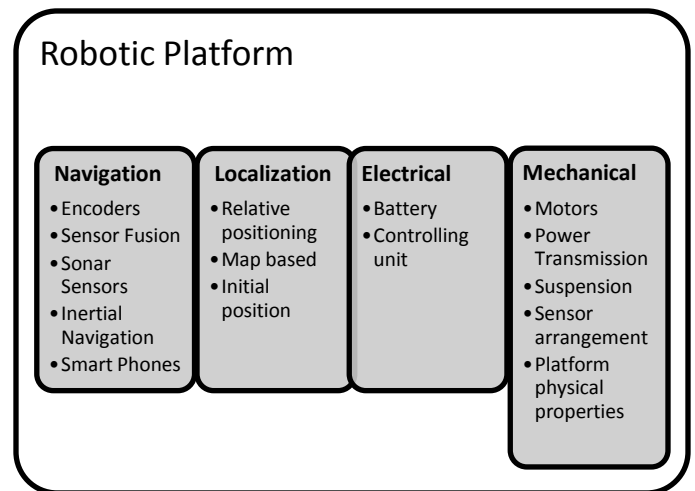 Robotic Platform
Navigation
• Encoders
• Sensor Fusion
• Sonar
Sensors
• Inertial
Navigation
• Smart Phones
Localization
• Relative
positioning
• Map based
• Initial
position
Electrical
• Battery
• Controlling
unit
Mechanical
• Motors
• Power
Transmission
• Suspension
• Sensor
arrangement
• Platform
physical
properties